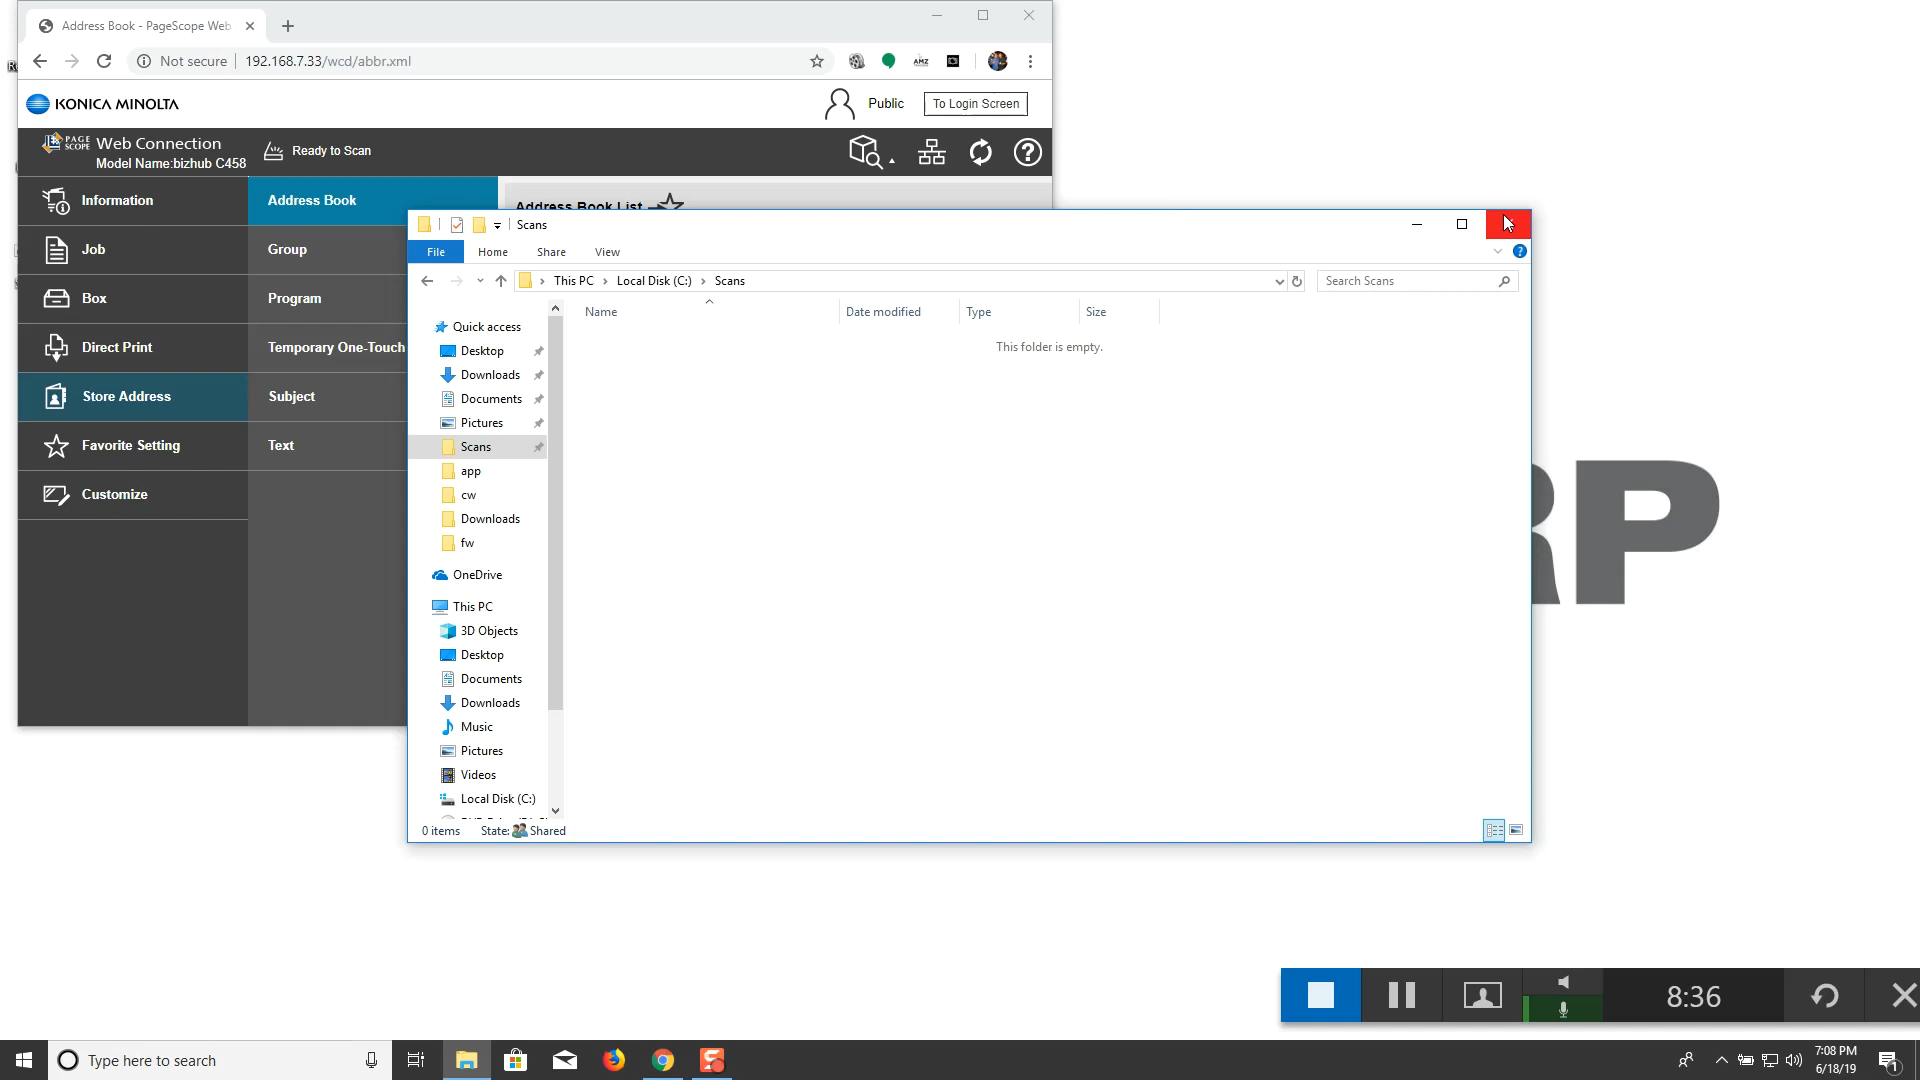 Address Book - PageScope Web
Not secure
192.168.7.33/wcd/abbr.xml
AMZ
KONICA MINOLTA
Public
To Login Screen
PAGE SCOPE Web Connection
Model Name:bizhub C458
Ready to Scan
Information
Job
Box
Direct Print
Store Address
Favorite Setting
Customize
Address Book
Group
Program
Temporary One-Touch
Subject
Text
Address Book List
Scans
File
Home
Share
View
This PC
Local Disk (C:)
Scans
Search Scans
Name
Date modified
Type
Size
This folder is empty.
Quick access
Desktop
Downloads
Documents
Pictures
Scans
app
cw
Downloads
fw
OneDrive
This PC
3D Objects
Desktop
Documents
Downloads
Music
Pictures
Videos
Local Disk (C:)
0 items
State:
Shared
RP
8:36
Type here to search
7:08 PM
6/18/19
1